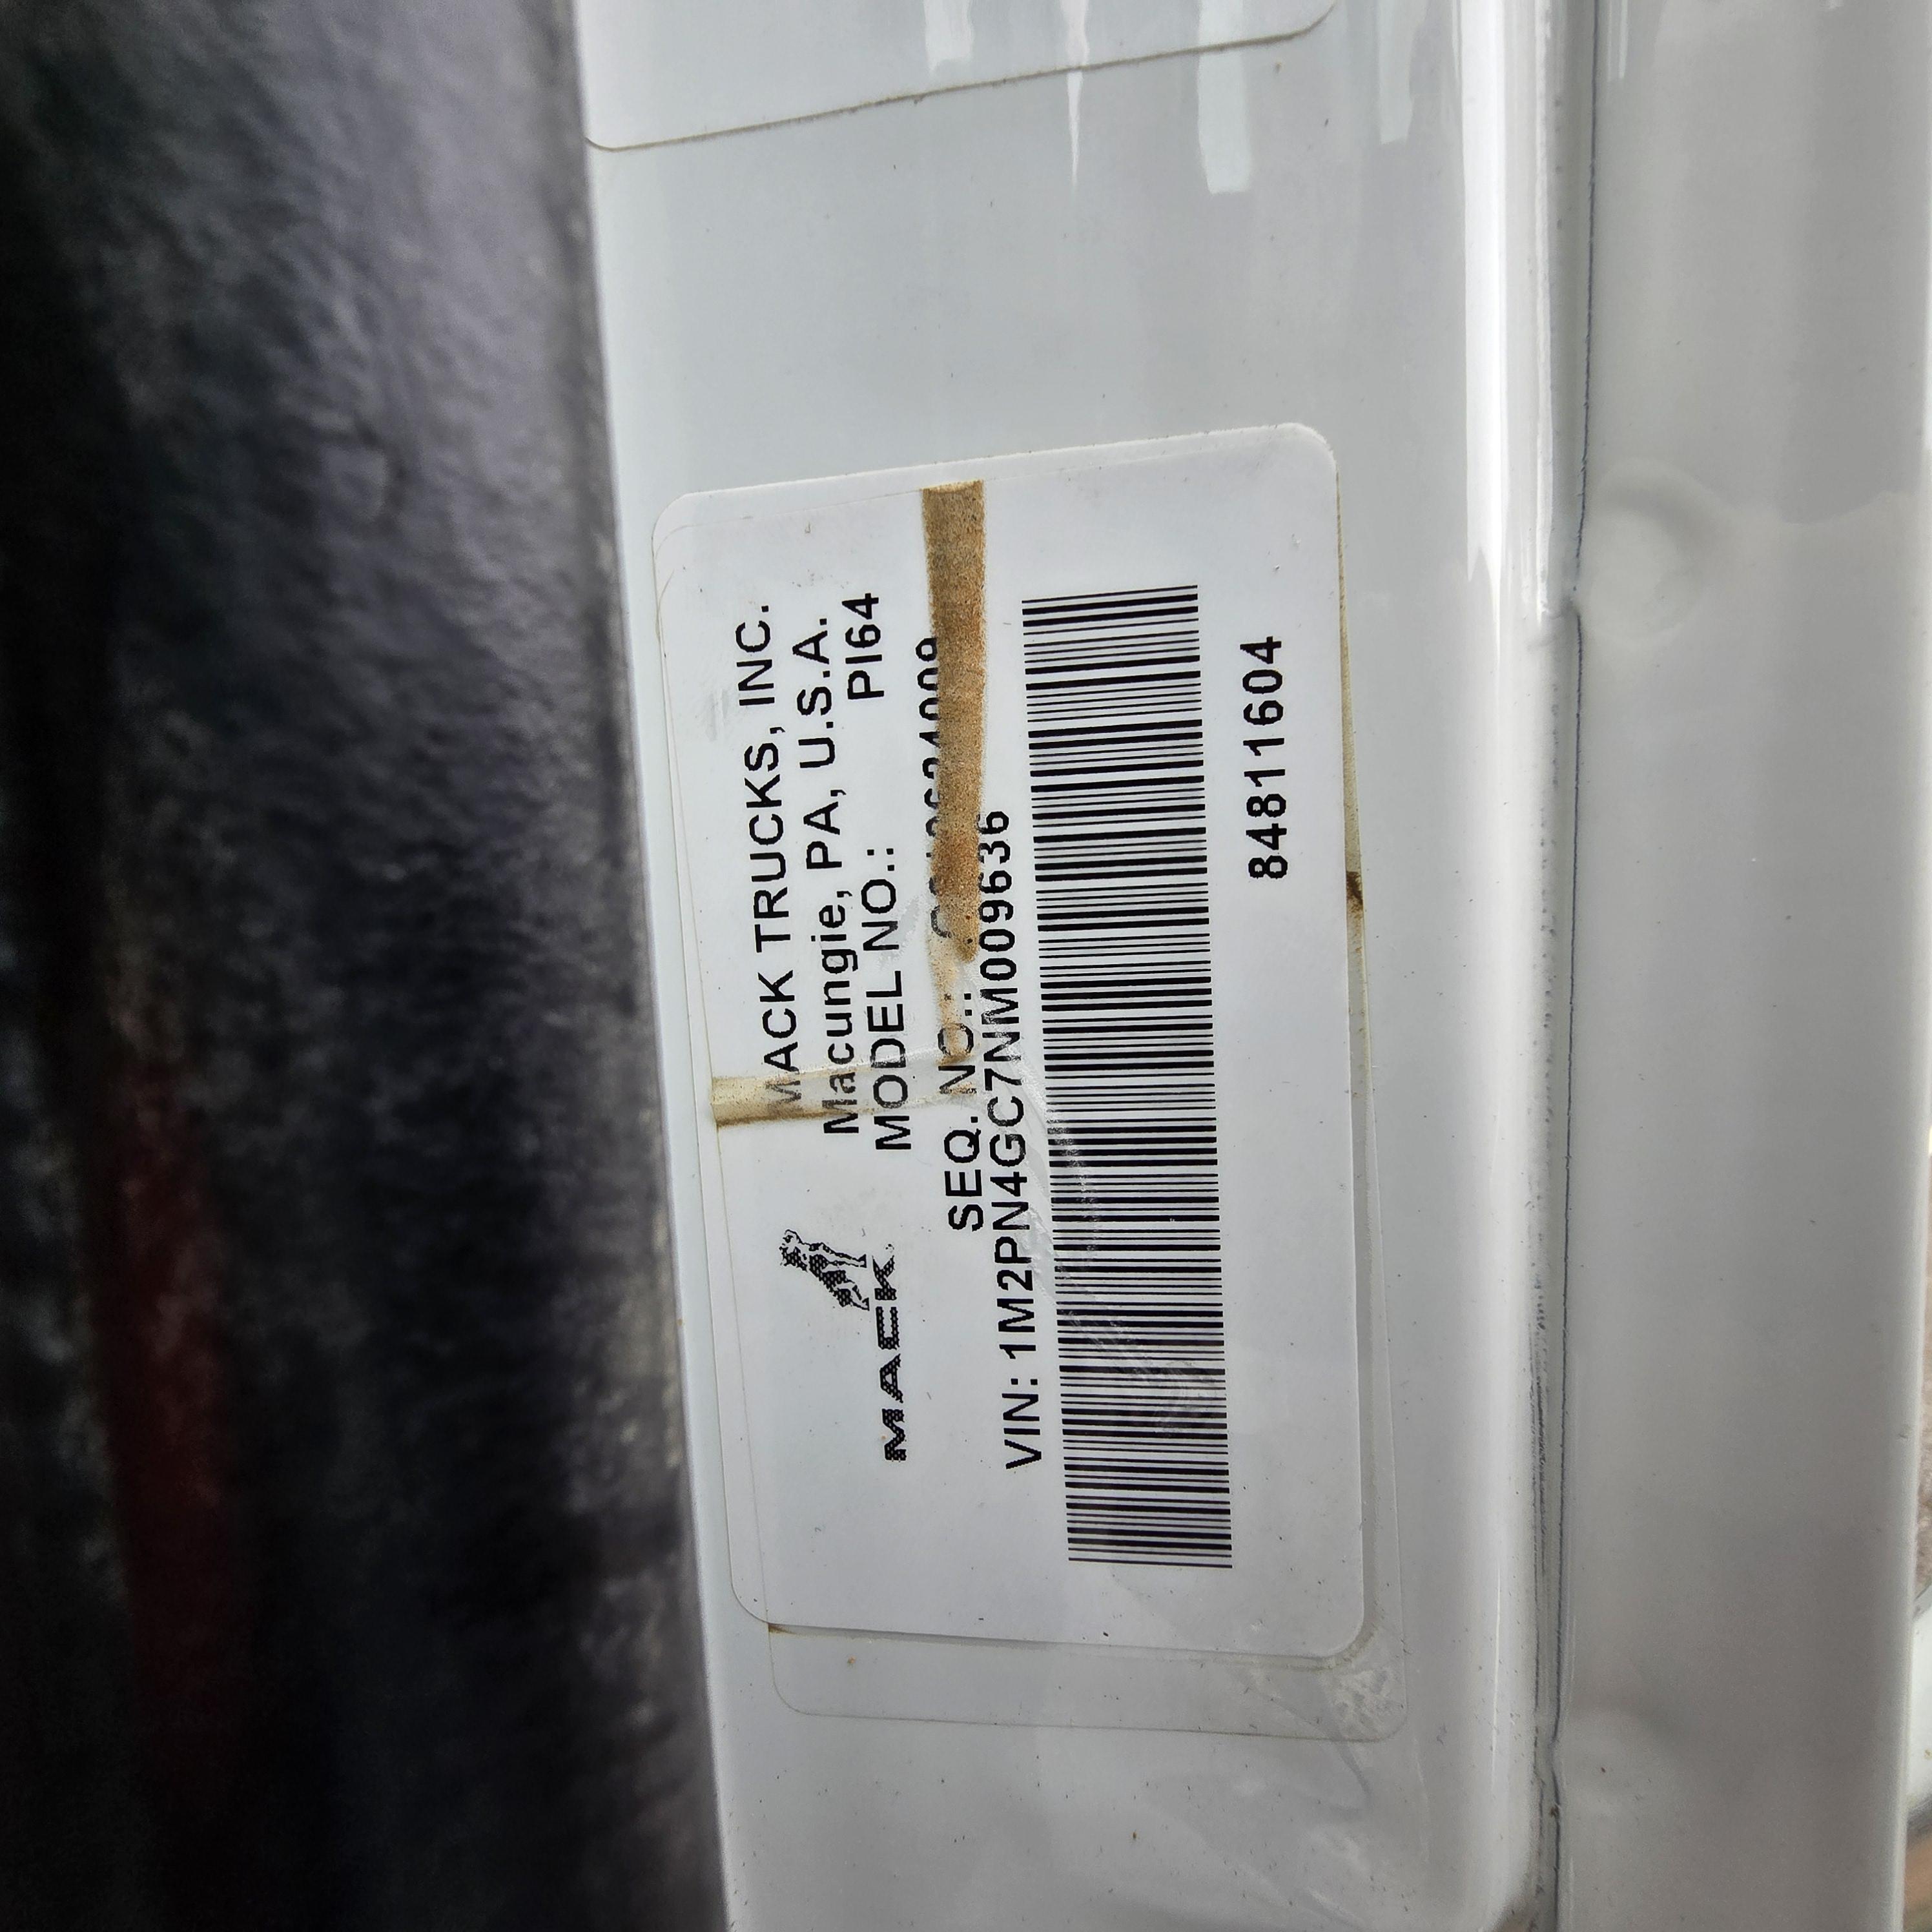 MACK TRUCKS, INC.
Macungie, PA, U.S.A.
MODEL NO.: PI64
MACK
SEQ. NO.:
VIN: 1M2PN4GC7NM009636
84811604